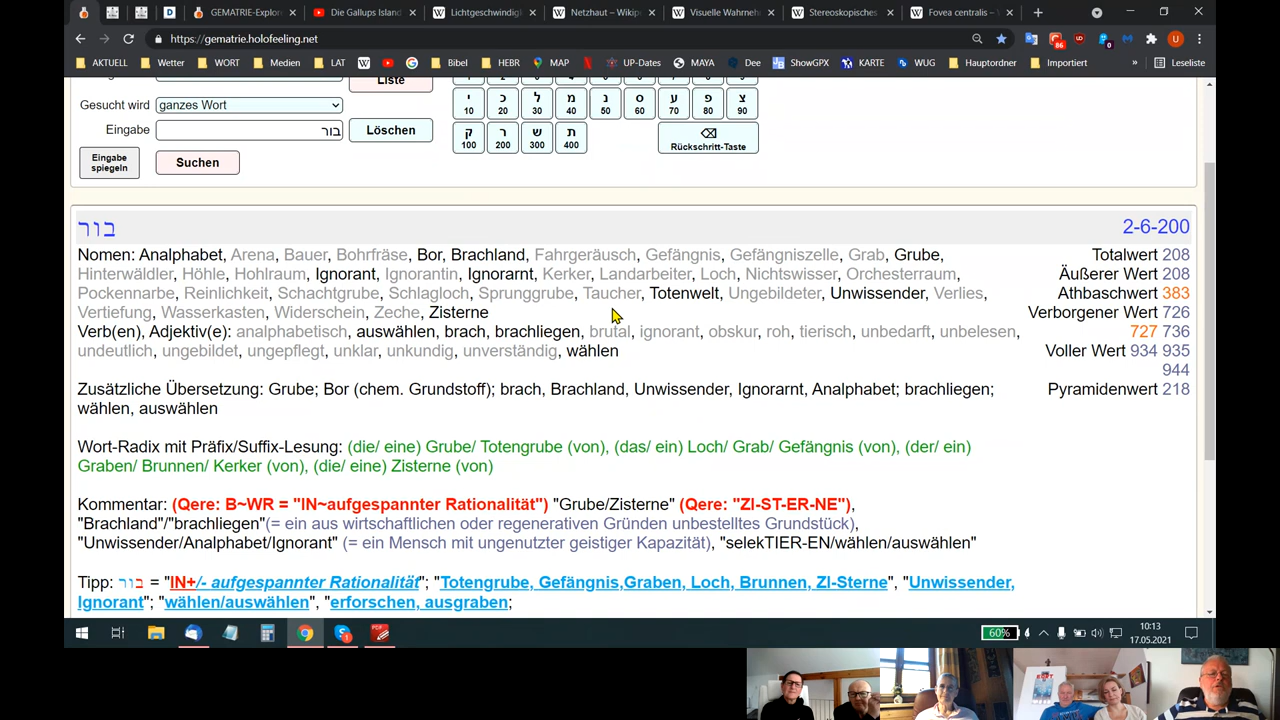 GEMATRIE-Explor
Die Gallups Island
Lichtgeschwindigk
Netzhaut – Wikipe
Visuelle Wahrnehm
Stereoskopisches
Fovea centralis – W
https://gematrie.holofeeling.net
AKTUELL Wetter WORT Medien LAT Bibel HEBR MAP UP-Dates MAYA Dee ShowGPX KARTE WUG Hauptordner Importiert » Leseliste
Liste
Gesucht wird ganzes Wort
Eingabe בור Löschen
Eingabe spiegeln Suchen
י כ ל מ נ ס ע פ צ
10 20 30 40 50 60 70 80 90
ק ר ש ת
100 200 300 400
Rückschritt-Taste
בור 2-6-200
Nomen: Analphabet, Arena, Bauer, Bohrfräse, Bor, Brachland, Fahrgeräusch, Gefängnis, Gefängniszelle, Grab, Grube,
Hinterwäldler, Höhle, Hohlraum, Ignorant, Ignorantin, Ignorarnt, Kerker, Landarbeiter, Loch, Nichtswisser, Orchesterraum,
Pockennarbe, Reinlichkeit, Schachtgrube, Schlagloch, Sprunggrube, Taucher, Totenwelt, Ungebildeter, Unwissender, Verlies,
Vertiefung, Wasserkasten, Widerschein, Zeche, Zisterne
Verb(en), Adjektiv(e): analphabetisch, auswählen, brach, brachliegen, brutal, ignorant, obskur, roh, tierisch, unbedarft, unbelesen,
undeutlich, ungebildet, ungepflegt, unklar, unkundig, unverständig, wählen
Totalwert 208
Äußerer Wert 208
Athbaschwert 383
Verborgener Wert 726
727 736
Voller Wert 934 935
944
Pyramidenwert 218
Zusätzliche Übersetzung: Grube; Bor (chem. Grundstoff); brach, Brachland, Unwissender, Ignorarnt, Analphabet; brachliegen;
wählen, auswählen
Wort-Radix mit Präfix/Suffix-Lesung: (die/ eine) Grube/ Totengrube (von), (das/ ein) Loch/ Grab/ Gefängnis (von), (der/ ein)
Graben/ Brunnen/ Kerker (von), (die/ eine) Zisterne (von)
Kommentar: (Qere: B~WR = "IN~aufgespannter Rationalität") "Grube/Zisterne" (Qere: "ZI-ST-ER-NE"),
"Brachland"/"brachliegen"(= ein aus wirtschaftlichen oder regenerativen Gründen unbestelltes Grundstück),
"Unwissender/Analphabet/Ignorant" (= ein Mensch mit ungenutzter geistiger Kapazität), "selekTIER-EN/wählen/auswählen"
Tipp: בור = "IN+/- aufgespannter Rationalität"; "Totengrube, Gefängnis,Graben, Loch, Brunnen, ZI-Sterne", "Unwissender,
Ignorant"; "wählen/auswählen", "erforschen, ausgraben;
60%
10:13
17.05.2021